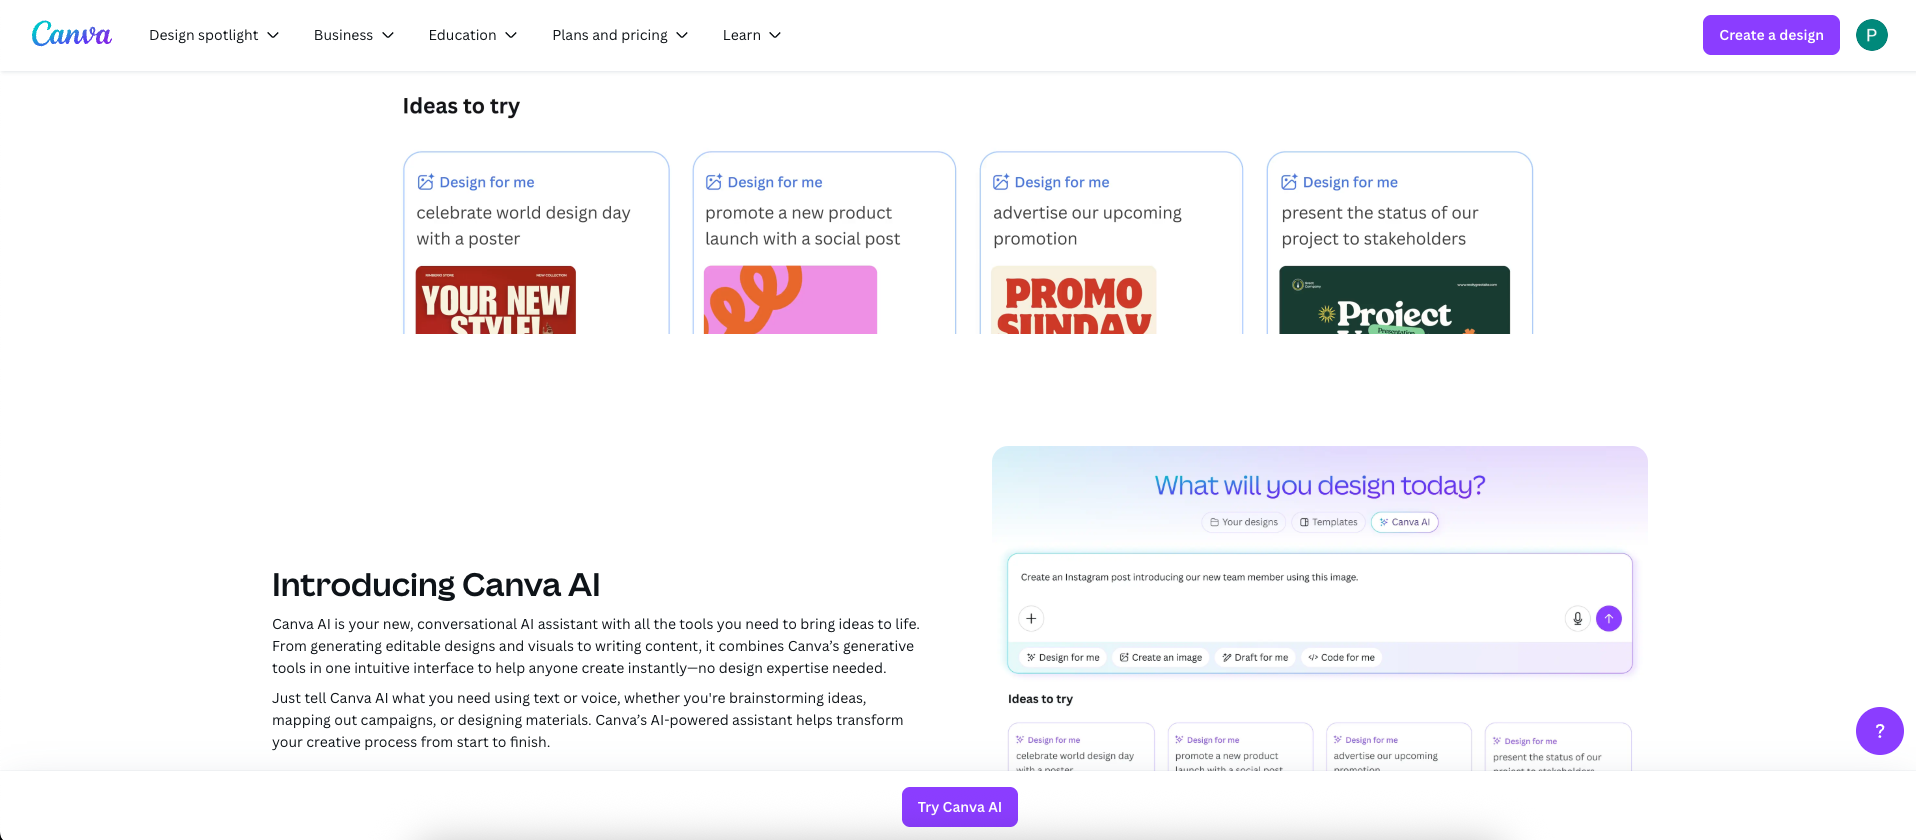 Canva
Design spotlight
Business
Education
Plans and pricing
Learn
Create a design
P
Ideas to try
Design for me
celebrate world design day
with a poster
NEW COLLECTION
YOUR NEW
STYLE!
Design for me
promote a new product
launch with a social post
Design for me
advertise our upcoming
promotion
PROMO
SUNDAY
Design for me
present the status of our
project to stakeholders
Project
Presentation
Introducing Canva AI
Canva AI is your new, conversational AI assistant with all the tools you need to bring ideas to life.
From generating editable designs and visuals to writing content, it combines Canva’s generative
tools in one intuitive interface to help anyone create instantly—no design expertise needed.
Just tell Canva AI what you need using text or voice, whether you're brainstorming ideas,
mapping out campaigns, or designing materials. Canva’s AI-powered assistant helps transform
your creative process from start to finish.
What will you design today?
Your designs
Templates
Canva AI
Create an Instagram post introducing our new team member using this image.
Design for me
Create an image
Draft for me
Code for me
Ideas to try
Design for me
celebrate world design day
with a poster
Design for me
promote a new product
launch with a social post
Design for me
advertise our upcoming
promotion
Design for me
present the status of our
project to stakeholders
?
Try Canva AI